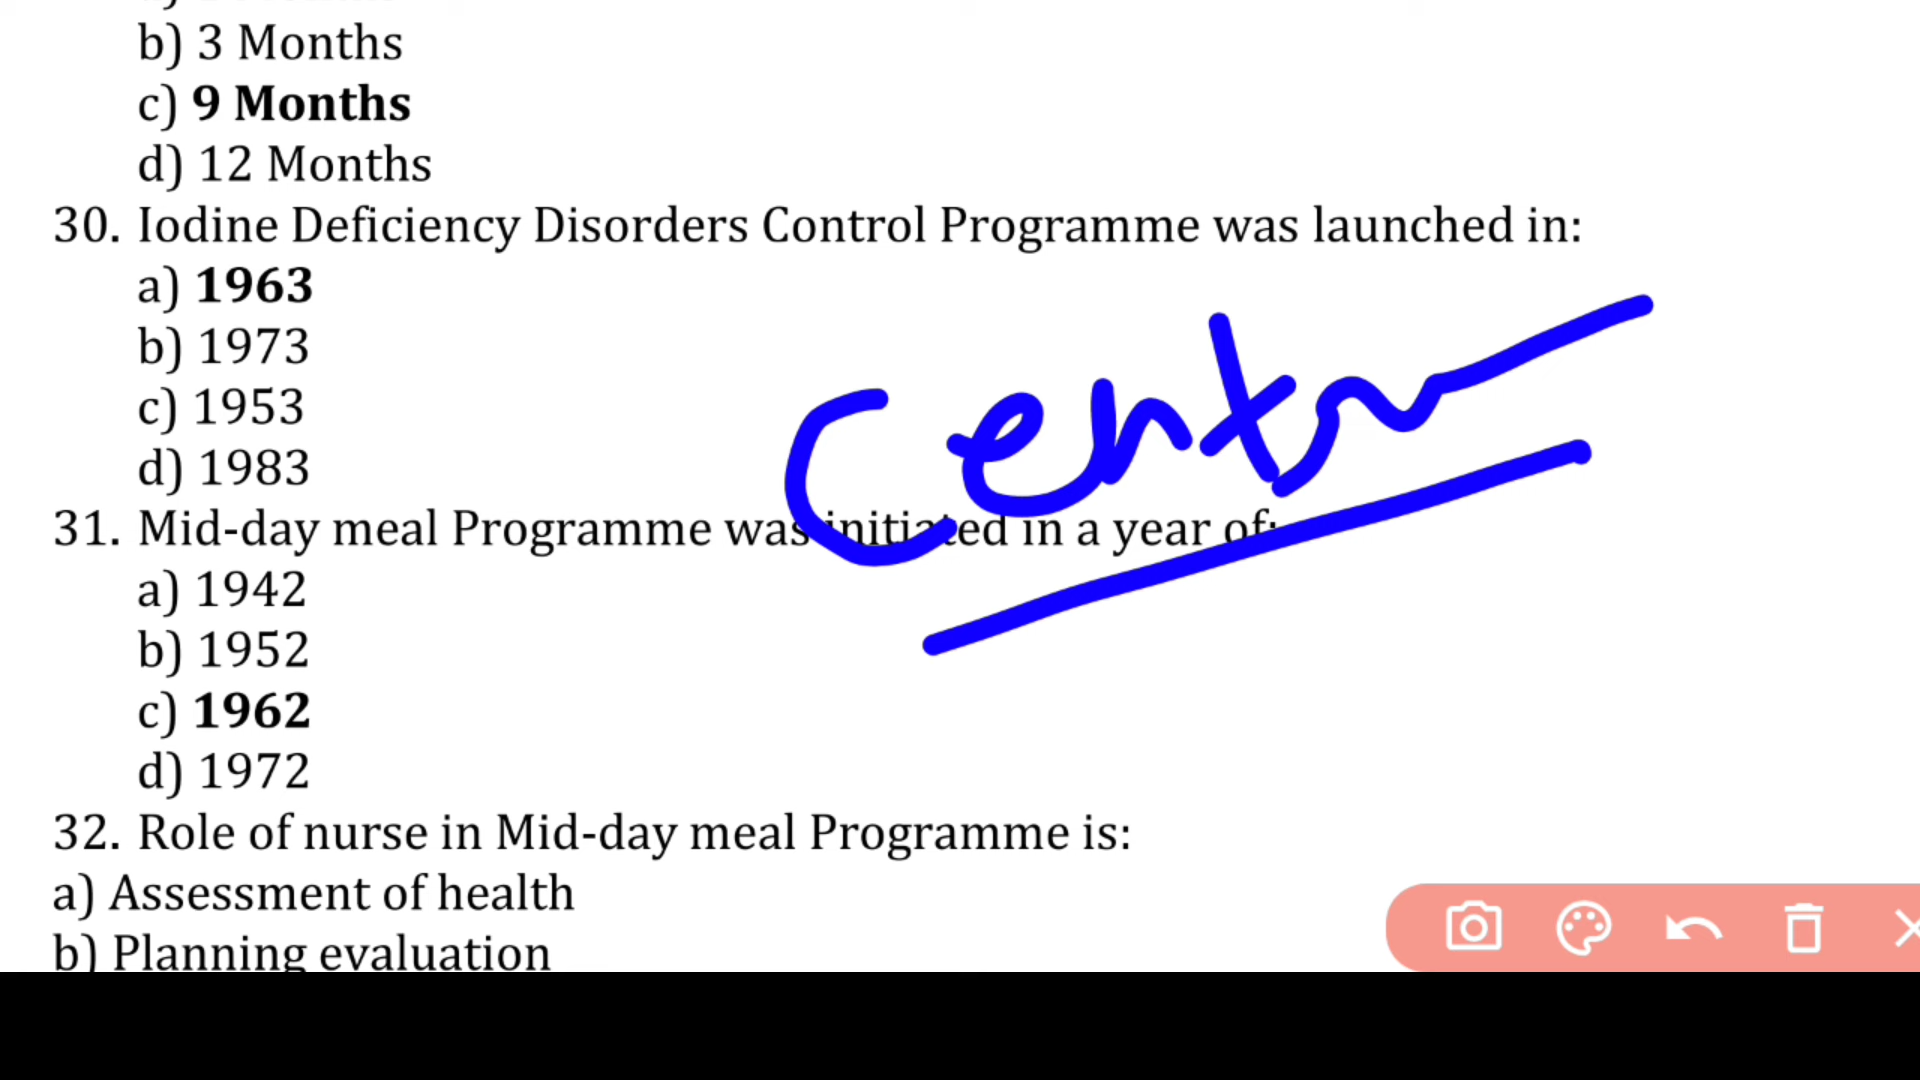 b) 3 Months
c) 9 Months
d) 12 Months
30. Iodine Deficiency Disorders Control Programme was launched in:
a) 1963
b) 1973
c) 1953
d) 1983
31. Mid-day meal Programme was initiated in a year of:
Centr
a) 1942
b) 1952
c) 1962
d) 1972
32. Role of nurse in Mid-day meal Programme is:
a) Assessment of health
b) Planning evaluation